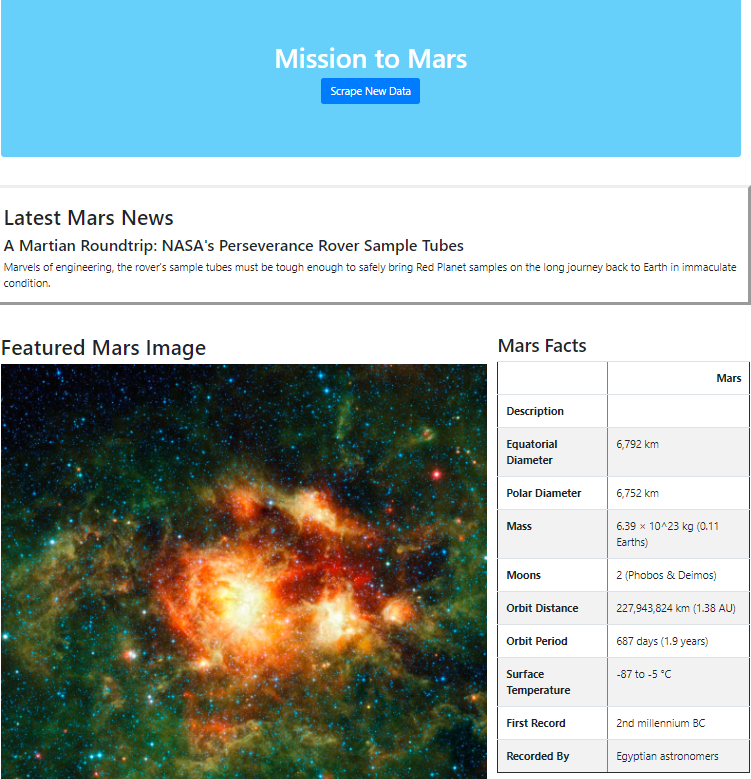 Mission to Mars
Scrape New Data
Latest Mars News
A Martian Roundtrip: NASA's Perseverance Rover Sample Tubes
Marvels of engineering, the rover's sample tubes must be tough enough to safely bring Red Planet samples on the long journey back to Earth in immaculate
condition.
Featured Mars Image
Mars Facts
Mars
Description
Equatorial Diameter 6,792 km
Polar Diameter 6,752 km
Mass 6.39 × 10^23 kg (0.11 Earths)
Moons 2 (Phobos & Deimos)
Orbit Distance 227,943,824 km (1.38 AU)
Orbit Period 687 days (1.9 years)
Surface Temperature -87 to -5 °C
First Record 2nd millennium BC
Recorded By Egyptian astronomers